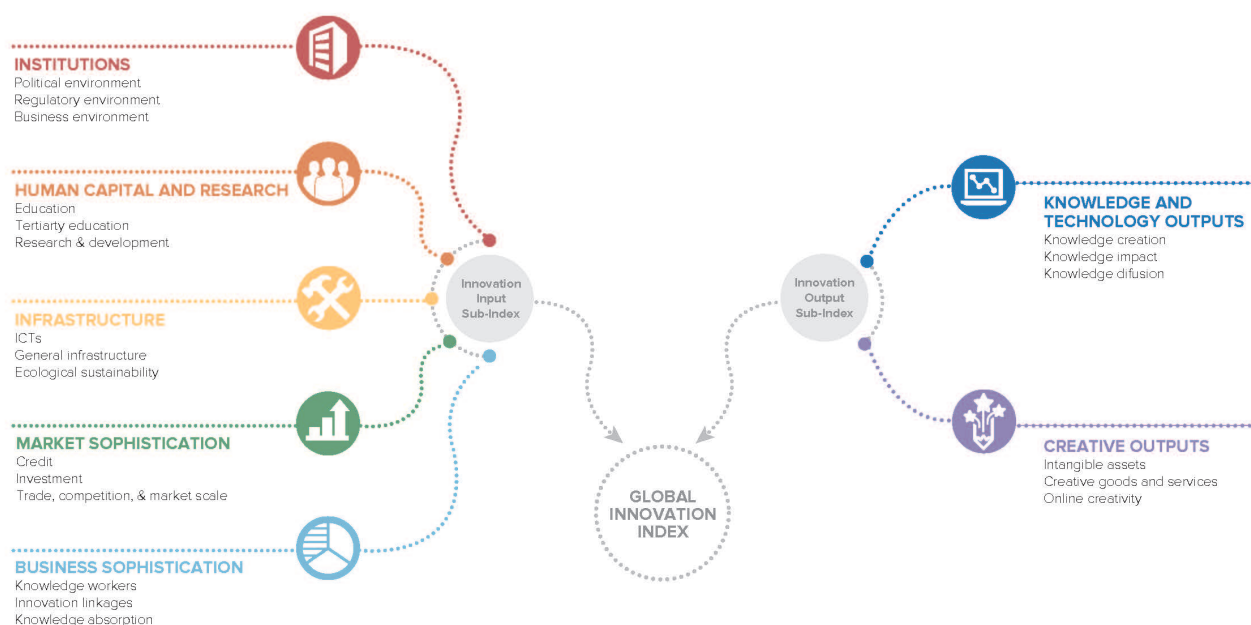 INSTITUTIONS
Political environment
Regulatory environment
Business environment
HUMAN CAPITAL AND RESEARCH
Education
Tertiarty education
Research & development
INFRASTRUCTURE
ICTs
General infrastructure
Ecological sustainability
MARKET SOPHISTICATION
Credit
Investment
Trade, competition, & market scale
BUSINESS SOPHISTICATION
Knowledge workers
Innovation linkages
Knowledge absorption
Innovation
Input
Sub-Index
GLOBAL
INNOVATION
INDEX
Innovation
Output
Sub-Index
KNOWLEDGE AND
TECHNOLOGY OUTPUTS
Knowledge creation
Knowledge impact
Knowledge difusion
CREATIVE OUTPUTS
Intangible assets
Creative goods and services
Online creativity